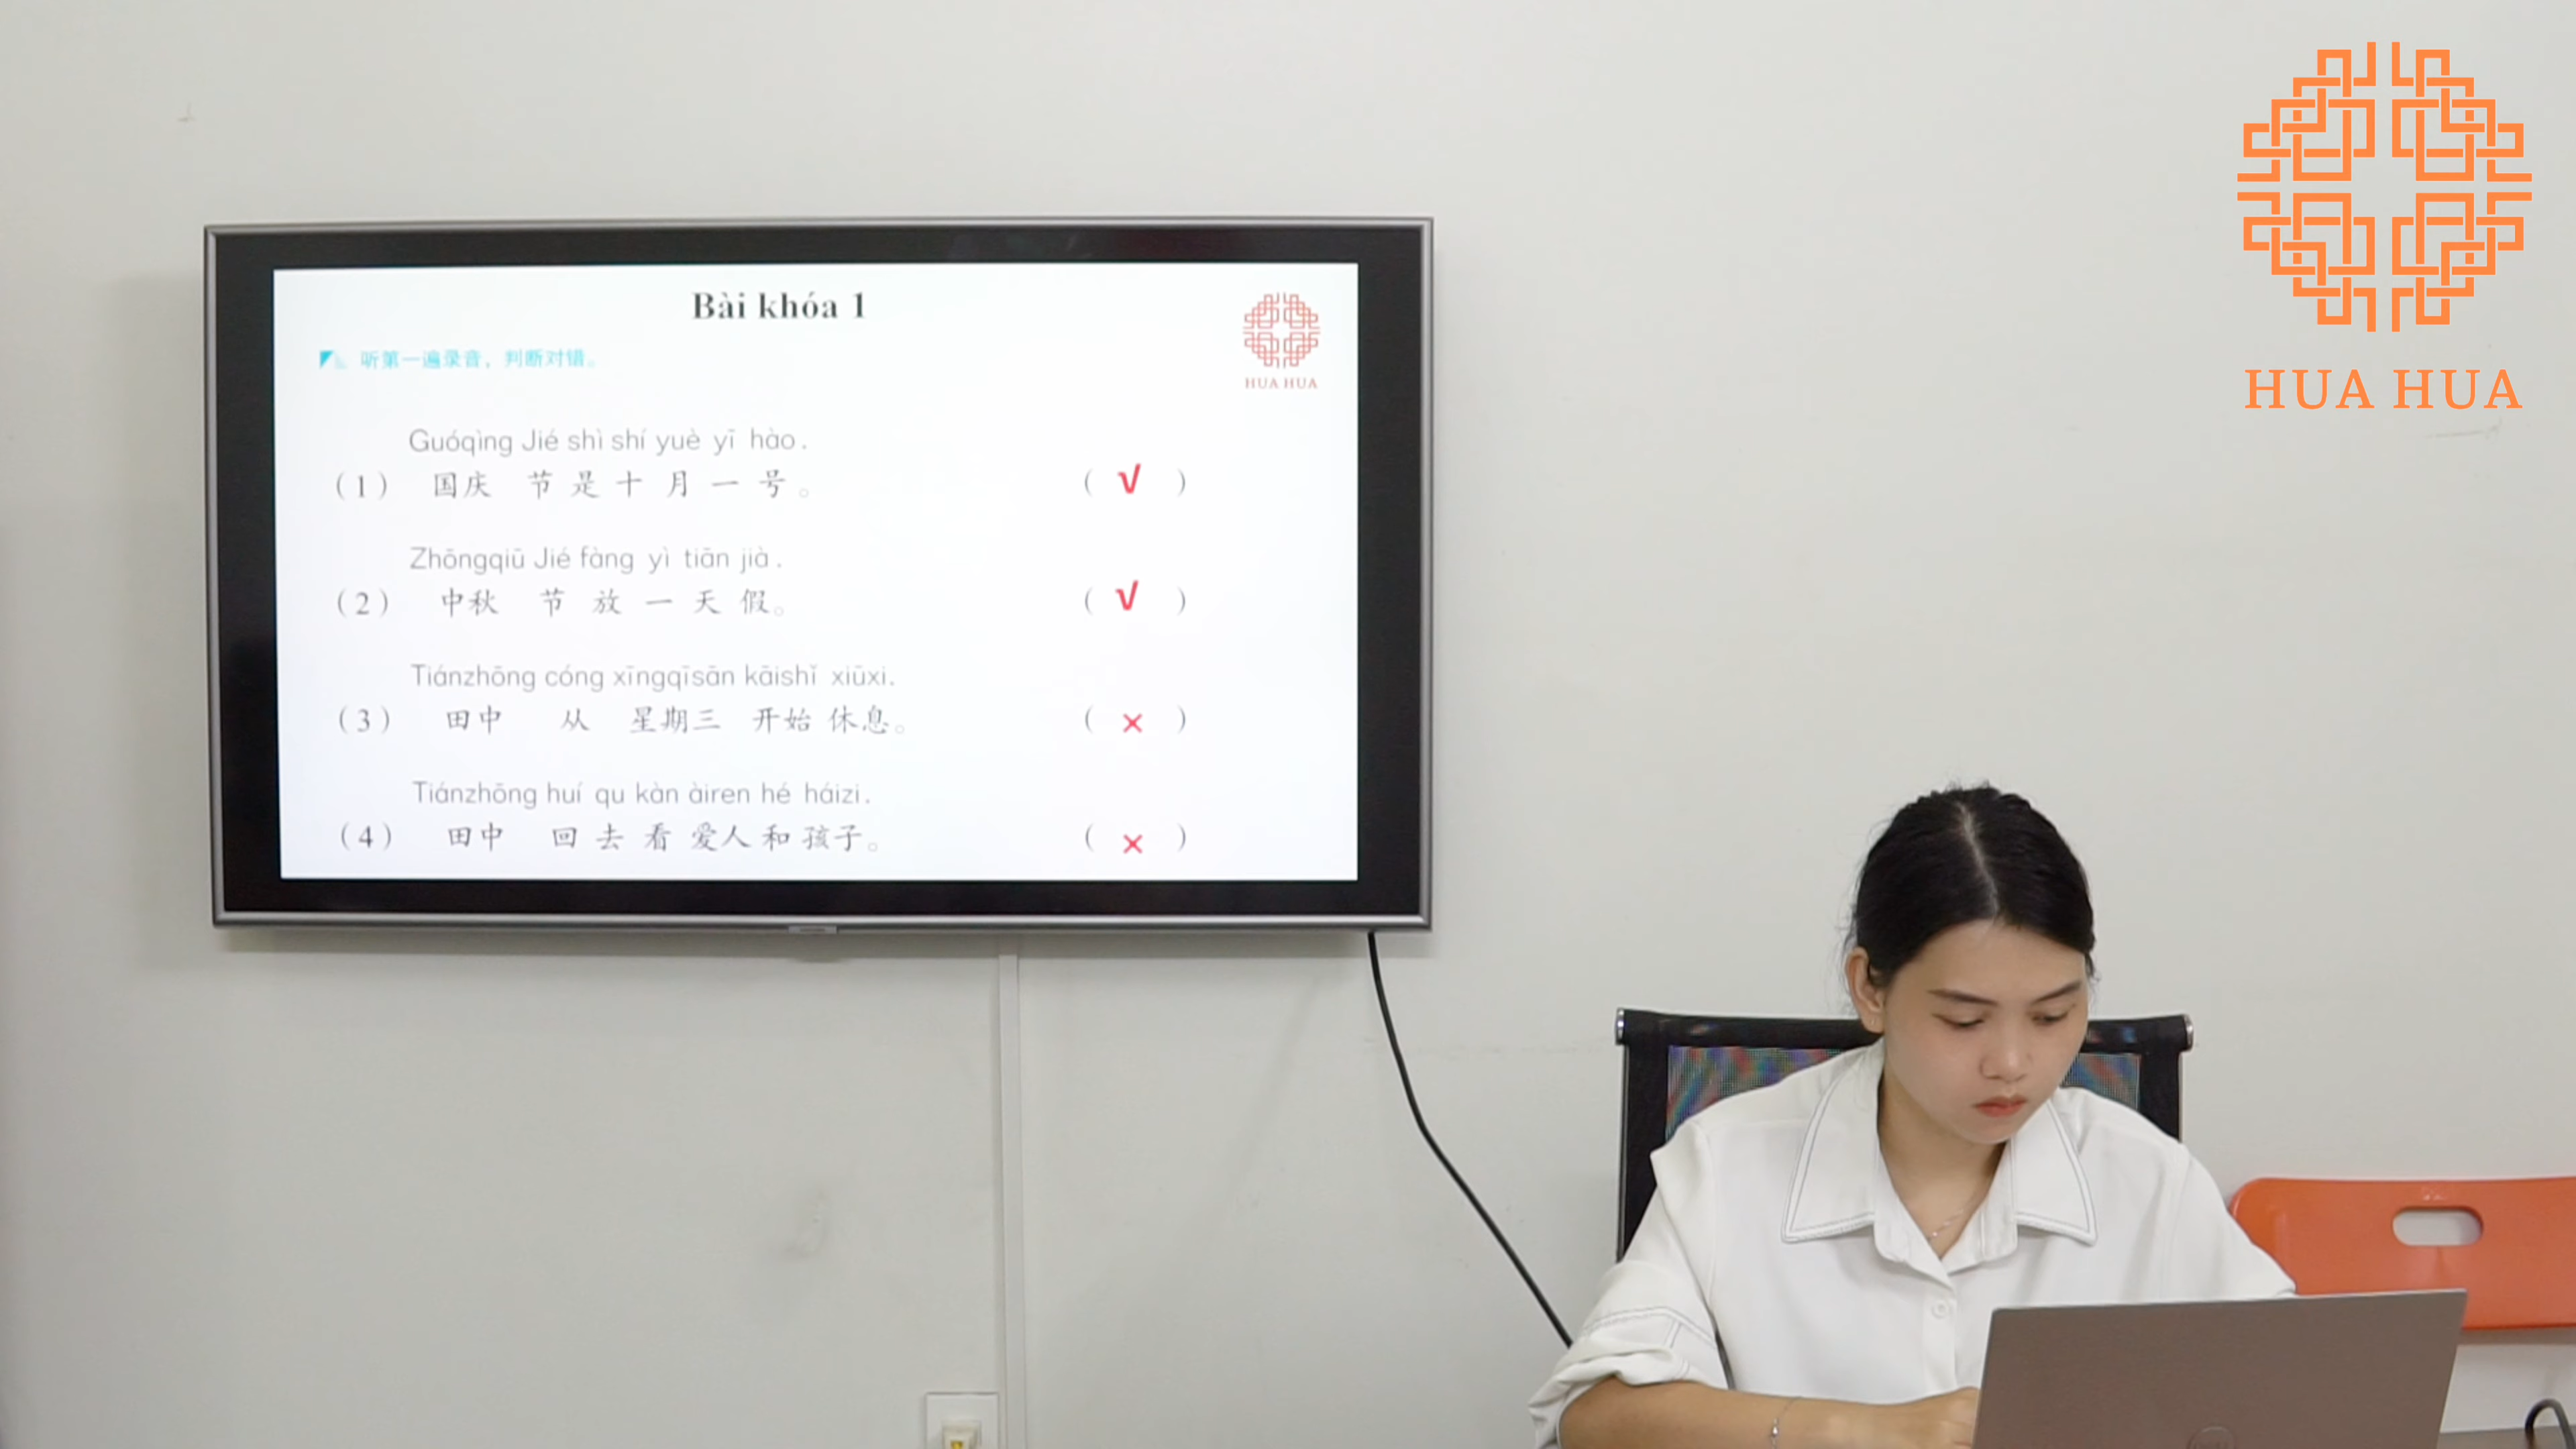 Bài khóa 1
HUA HUA
听第一遍录音，判断对错。
Guóqìng Jié shì shí yuè yī hào.
（1） 国庆 节 是 十 月 一 号。 （ √ ）
Zhōngqiū Jié fàng yì tiān jià.
（2） 中秋 节 放 一 天 假。 （ √ ）
Tiánzhōng cóng xīngqīsān kāishǐ xiūxi.
（3） 田中 从 星期三 开始 休息。 （ × ）
Tiánzhōng huí qu kàn àiren hé háizi.
（4） 田中 回 去 看 爱人 和 孩子。 （ × ）
HUA HUA